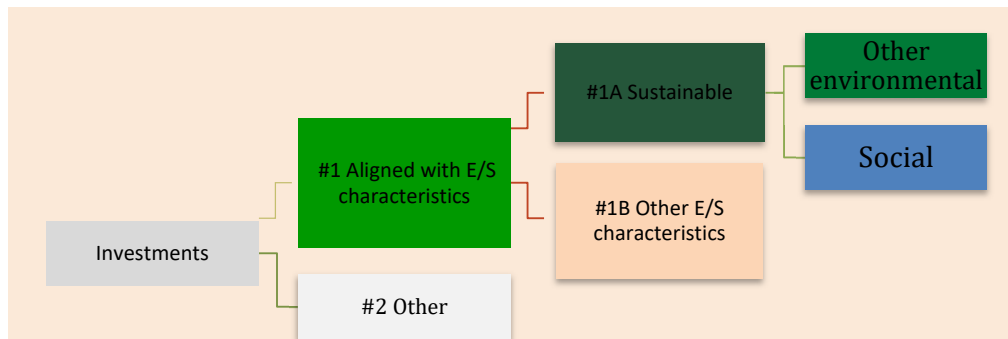 Other
environmental
#1A Sustainable
Social
#1 Aligned with E/S
characteristics
#1B Other E/S
characteristics
Investments
#2 Other